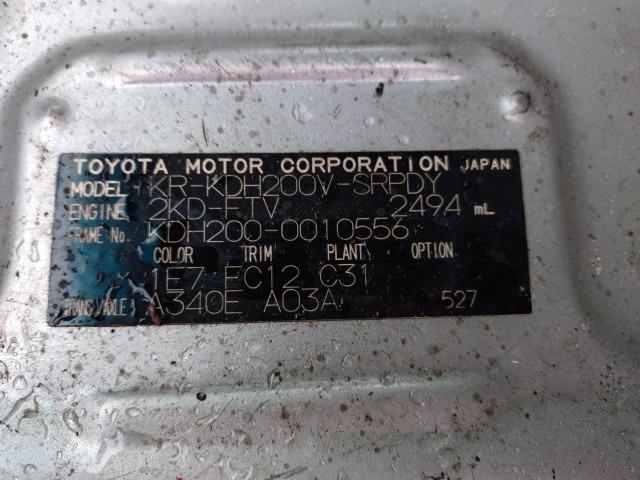 TOYOTA MOTOR CORPORATION JAPAN
MODEL KR-KDH200V-SRPDY
ENGINE 2KD-FTV 2494 mL
FRAME No. KDH200-0010556
COLOR TRIM PLANT OPTION
1E7 FC12 C31
TRANS/AXLE A340E A03A 527